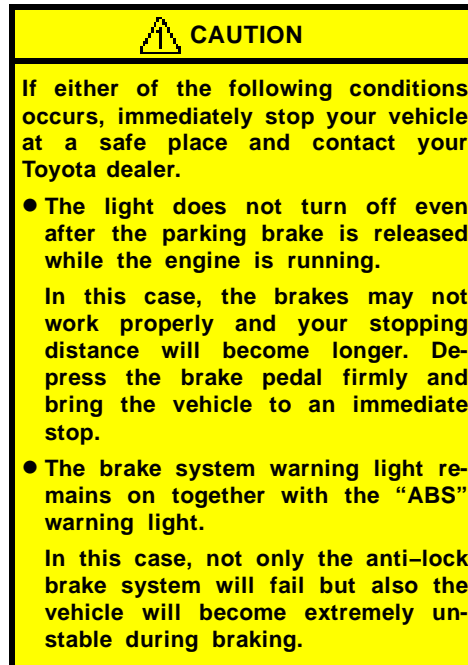 CAUTION
If either of the following conditions
occurs, immediately stop your vehicle
at a safe place and contact your
Toyota dealer.
● The light does not turn off even
after the parking brake is released
while the engine is running.
In this case, the brakes may not
work properly and your stopping
distance will become longer. De-
press the brake pedal firmly and
bring the vehicle to an immediate
stop.
● The brake system warning light re-
mains on together with the “ABS”
warning light.
In this case, not only the anti–lock
brake system will fail but also the
vehicle will become extremely un-
stable during braking.